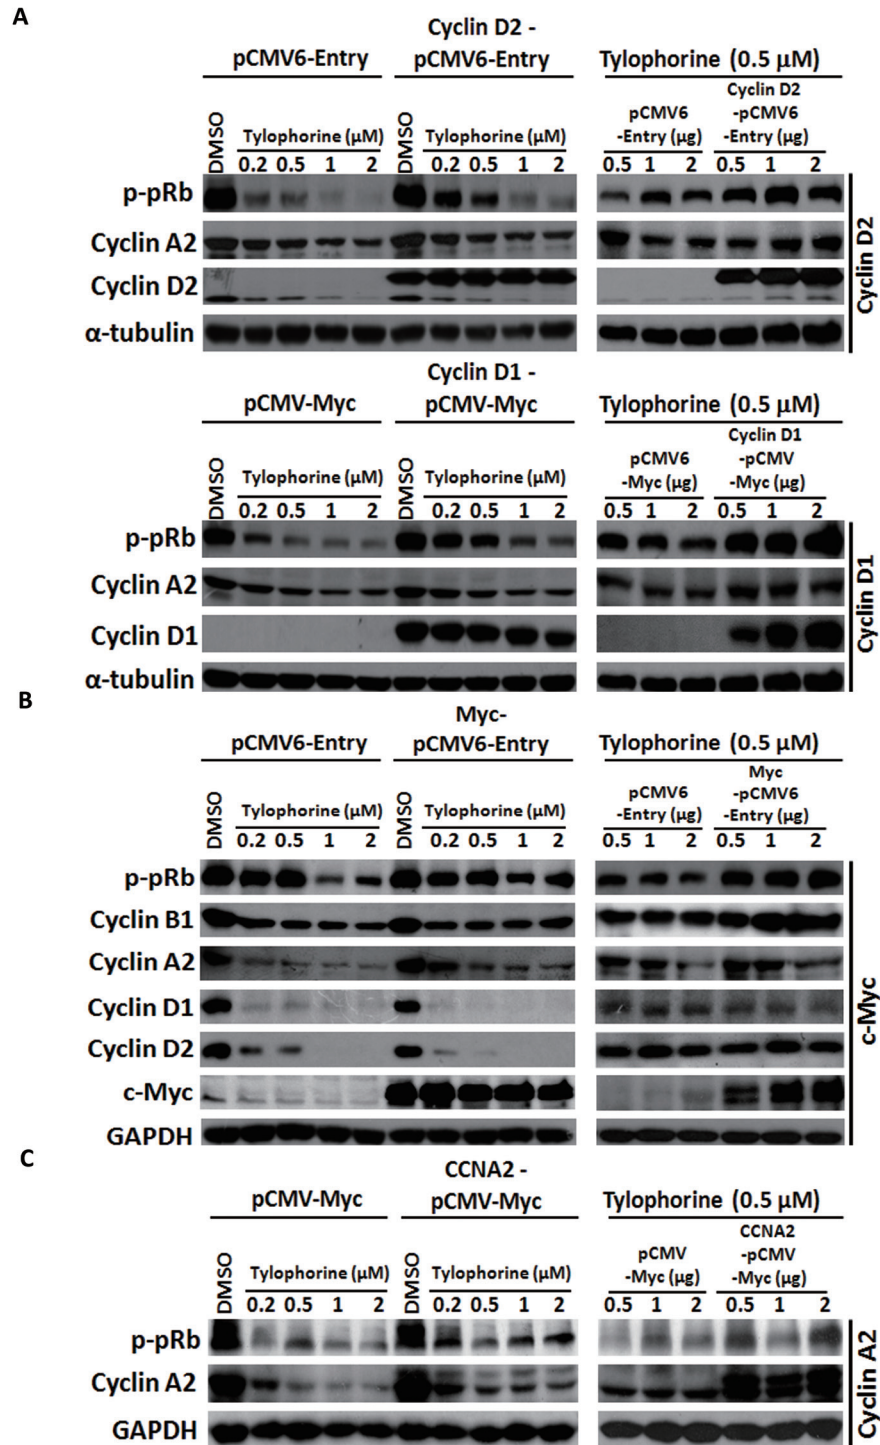 A
Cyclin D2 -
pCMV6-Entry pCMV6-Entry Tylophorine (0.5 μM)
DMSO Tylophorine (μM) DMSO Tylophorine (μM) pCMV6 -Entry (μg) Cyclin D2 -pCMV6 -Entry (μg)
0.2 0.5 1 2 0.2 0.5 1 2 0.5 1 2 0.5 1 2
p-pRb
Cyclin A2
Cyclin D2
α-tubulin
Cyclin D2
Cyclin D1 -
pCMV-Myc pCMV-Myc Tylophorine (0.5 μM)
DMSO Tylophorine (μM) DMSO Tylophorine (μM) pCMV6 -Myc (μg) Cyclin D1 -pCMV -Myc (μg)
0.2 0.5 1 2 0.2 0.5 1 2 0.5 1 2 0.5 1 2
p-pRb
Cyclin A2
Cyclin D1
α-tubulin
Cyclin D1
B
Myc-
pCMV6-Entry pCMV6-Entry Tylophorine (0.5 μM)
DMSO Tylophorine (μM) DMSO Tylophorine (μM) pCMV6 -Entry (μg) Myc -pCMV6 -Entry (μg)
0.2 0.5 1 2 0.2 0.5 1 2 0.5 1 2 0.5 1 2
p-pRb
Cyclin B1
Cyclin A2
Cyclin D1
Cyclin D2
c-Myc
GAPDH
c-Myc
C
CCNA2 -
pCMV-Myc pCMV-Myc Tylophorine (0.5 μM)
DMSO Tylophorine (μM) DMSO Tylophorine (μM) pCMV -Myc (μg) CCNA2 -pCMV -Myc (μg)
0.2 0.5 1 2 0.2 0.5 1 2 0.5 1 2 0.5 1 2
p-pRb
Cyclin A2
GAPDH
Cyclin A2